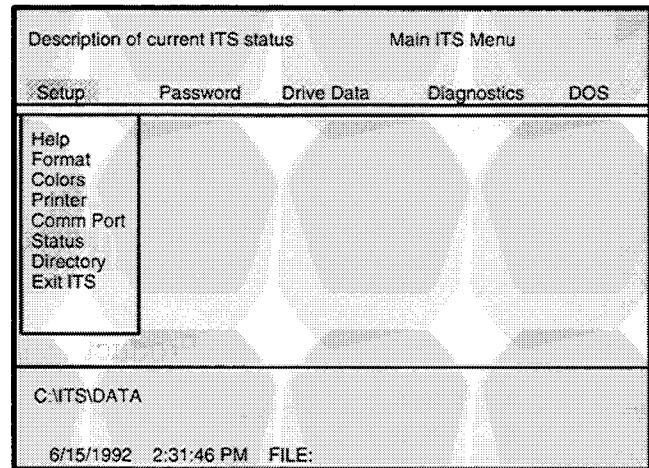 Description of current ITS status Main ITS Menu
Setup Password Drive Data Diagnostics DOS
Help
Format
Colors
Printer
Comm Port
Status
Directory
Exit ITS
C:\ITS\DATA
6/15/1992 2:31:46 PM FILE: